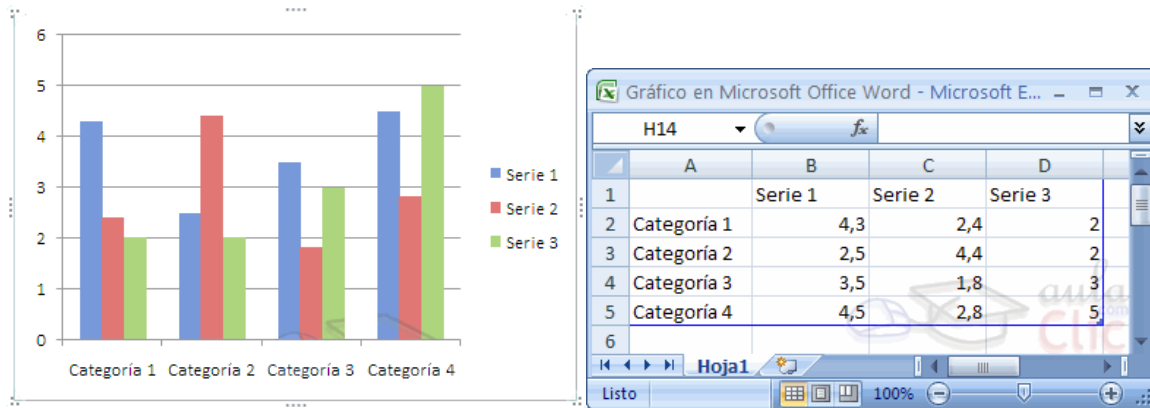 6
5
4
3
2
1
0
Categoría 1 Categoría 2 Categoría 3 Categoría 4
Serie 1
Serie 2
Serie 3
Gráfico en Microsoft Office Word - Microsoft E...
H14 fx
A B C D
1 Serie 1 Serie 2 Serie 3
2 Categoría 1 4,3 2,4 2
3 Categoría 2 2,5 4,4 2
4 Categoría 3 3,5 1,8 3
5 Categoría 4 4,5 2,8 5
6
aula
.com
Clic
Hoja1
Listo 100%